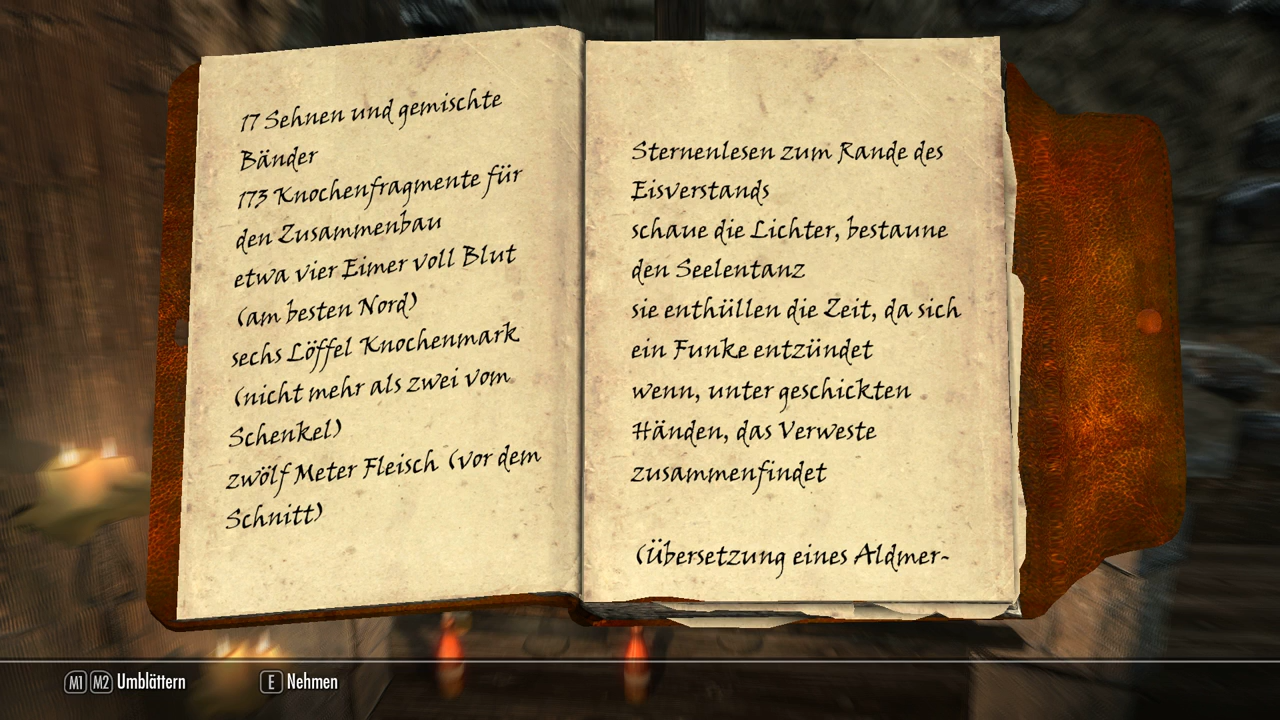 17 Sehnen und gemischte
Bänder
173 Knochenfragmente für
den Zusammenbau
etwa vier Eimer voll Blut
(am besten Nord)
sechs Löffel Knochenmark
(nicht mehr als zwei vom
Schenkel)
zwölf Meter Fleisch (vor dem
Schnitt)
Sternenlesen zum Rande des
Eisverstands
schaue die Lichter, bestaune
den Seelentanz
sie enthüllen die Zeit, da sich
ein Funke entzündet
wenn, unter geschickten
Händen, das Verweste
zusammenfindet
(Übersetzung eines Aldmer-
M1 M2 Umblättern
E Nehmen